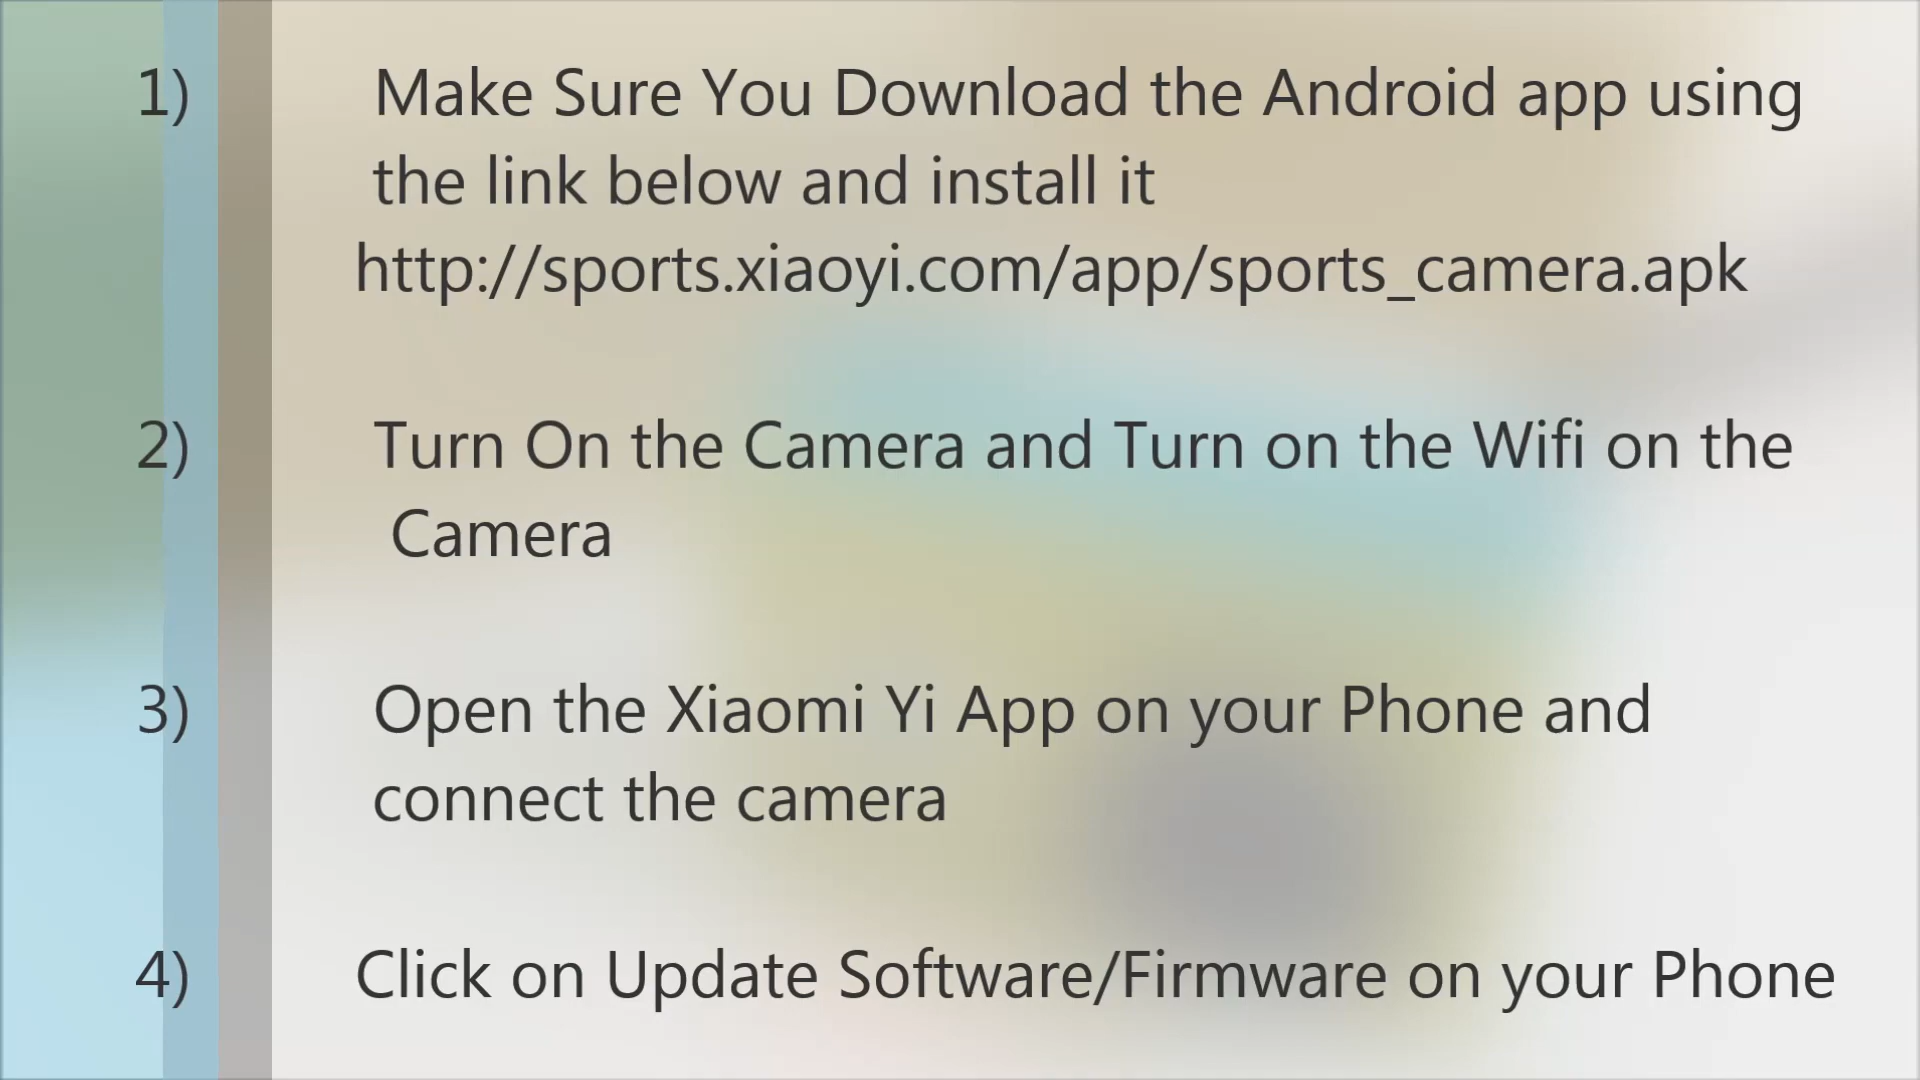 1) Make Sure You Download the Android app using
the link below and install it
http://sports.xiaoyi.com/app/sports_camera.apk
2) Turn On the Camera and Turn on the Wifi on the
Camera
3) Open the Xiaomi Yi App on your Phone and
connect the camera
4) Click on Update Software/Firmware on your Phone